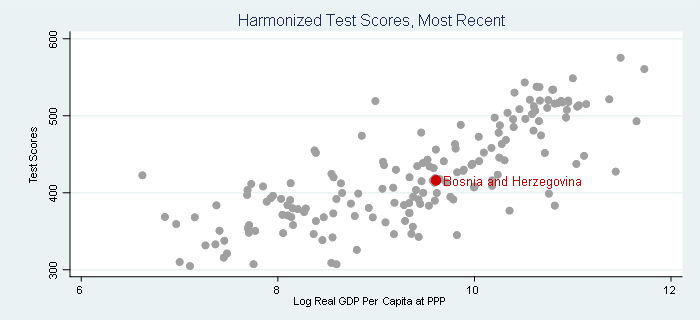 Harmonized Test Scores, Most Recent
600
500
400
300
Test Scores
Bosnia and Herzegovina
6
8
10
12
Log Real GDP Per Capita at PPP